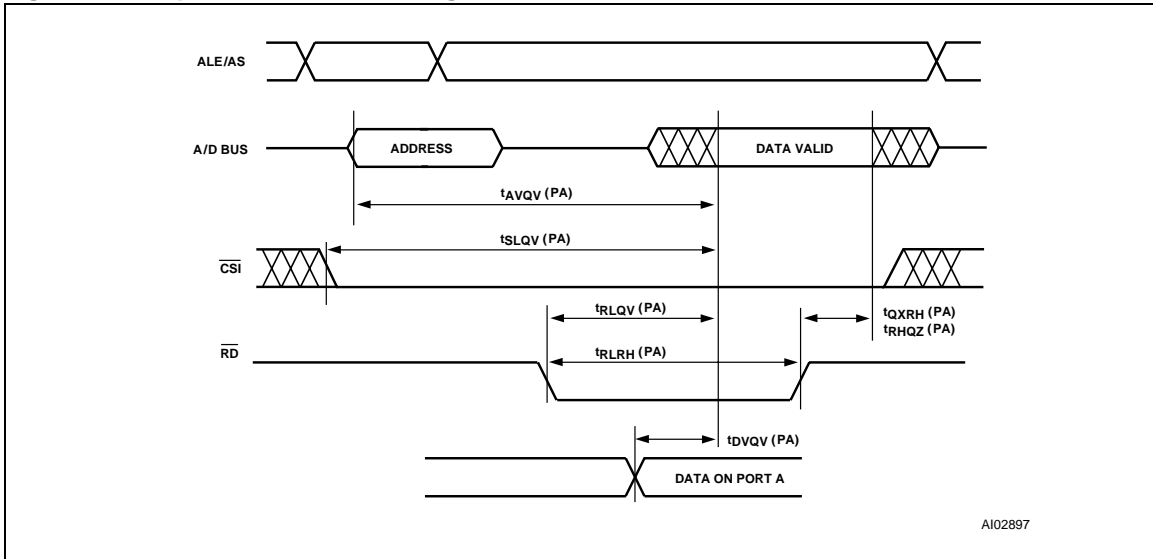 ALE/AS
A/D BUS
ADDRESS
DATA VALID
tAVQV (PA)
tSLQV (PA)
CSI
tRLQV (PA)
tQXRH (PA)
tRHQZ (PA)
RD
tRLRH (PA)
tDVQV (PA)
DATA ON PORT A
AI02897